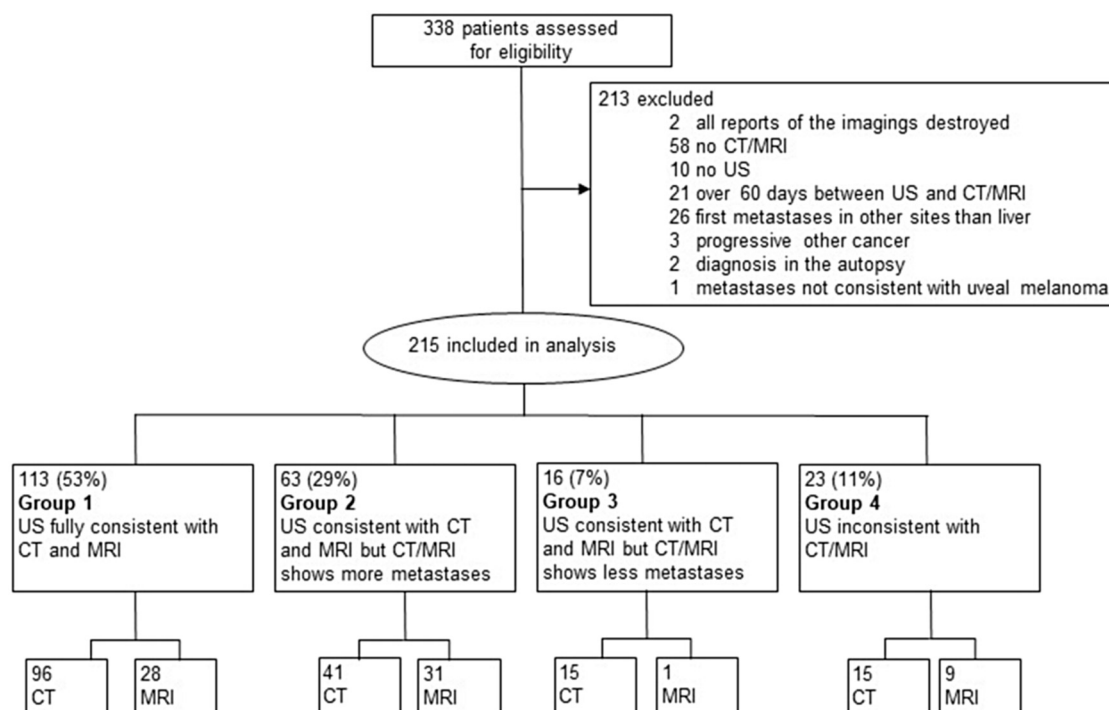 338 patients assessed
for eligibility
213 excluded
2 all reports of the imagings destroyed
58 no CT/MRI
10 no US
21 over 60 days between US and CT/MRI
26 first metastases in other sites than liver
3 progressive other cancer
2 diagnosis in the autopsy
1 metastases not consistent with uveal melanoma
215 included in analysis
113 (53%)
Group 1
US fully consistent with
CT and MRI
63 (29%)
Group 2
US consistent with CT
and MRI but CT/MRI
shows more metastases
16 (7%)
Group 3
US consistent with CT
and MRI but CT/MRI
shows less metastases
23 (11%)
Group 4
US inconsistent with
CT/MRI
96
CT
28
MRI
41
CT
31
MRI
15
CT
1
MRI
15
CT
9
MRI